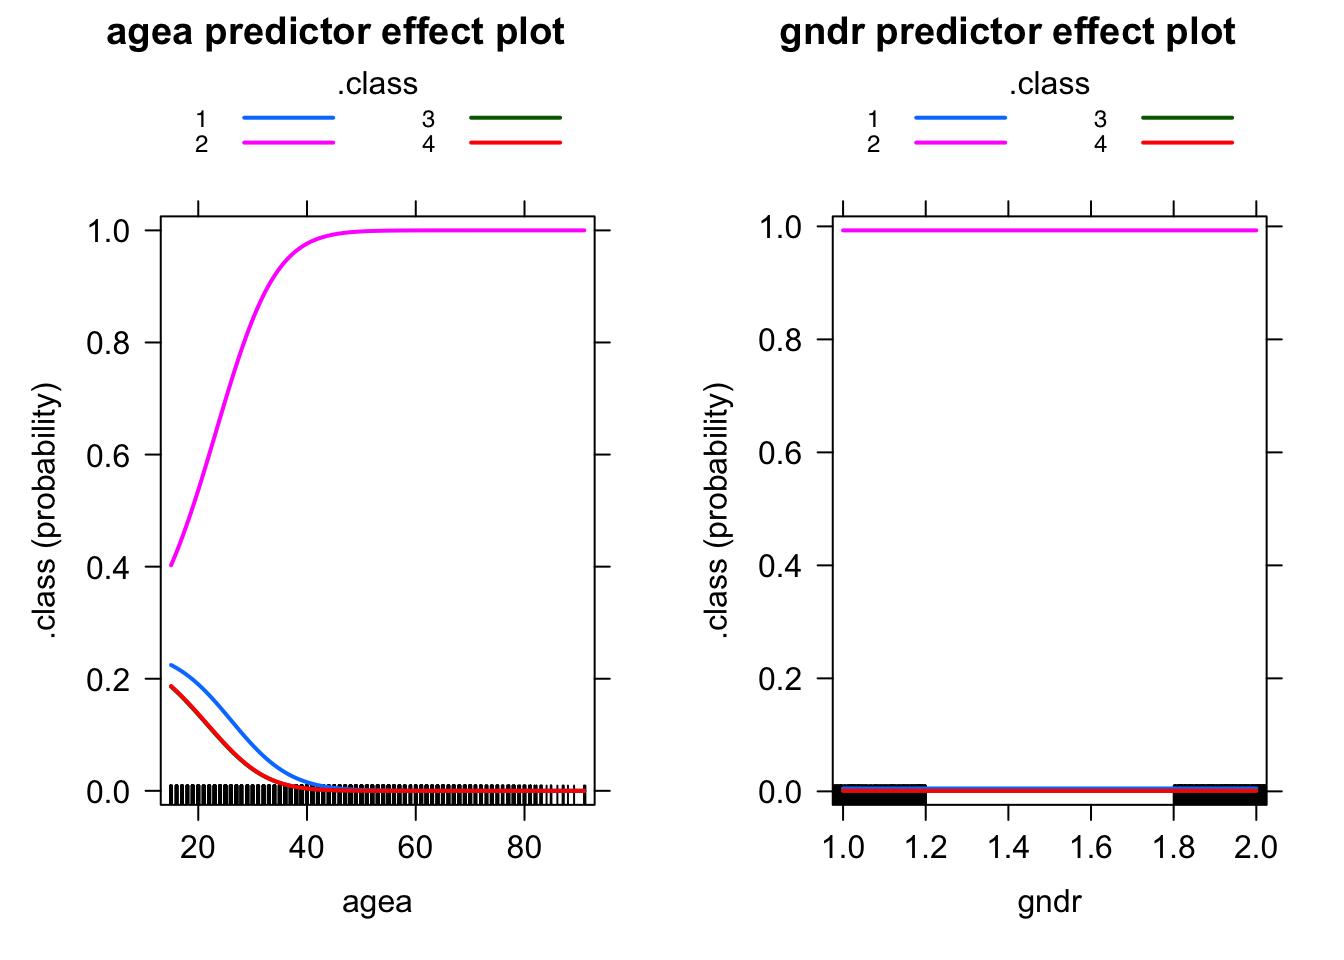 agea predictor effect plot
.class
1 3
2 4
1.0
0.8
0.6
0.4
0.2
0.0
.class (probability)
20 40 60 80
agea
gndr predictor effect plot
.class
1 3
2 4
1.0
0.8
0.6
0.4
0.2
0.0
.class (probability)
1.0 1.2 1.4 1.6 1.8 2.0
gndr